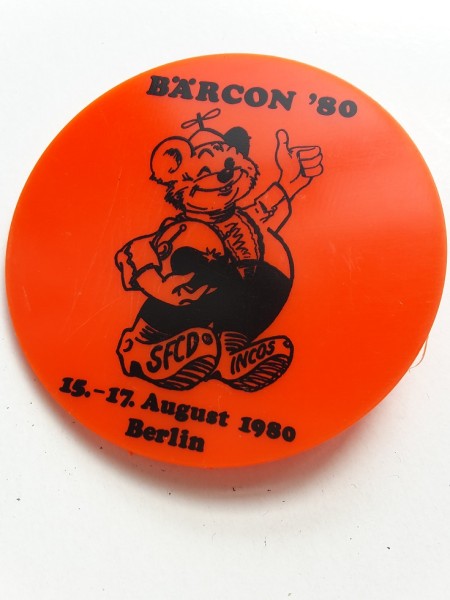 BÄRCON '80
SFCD INCOS
15.-17. August 1980
Berlin